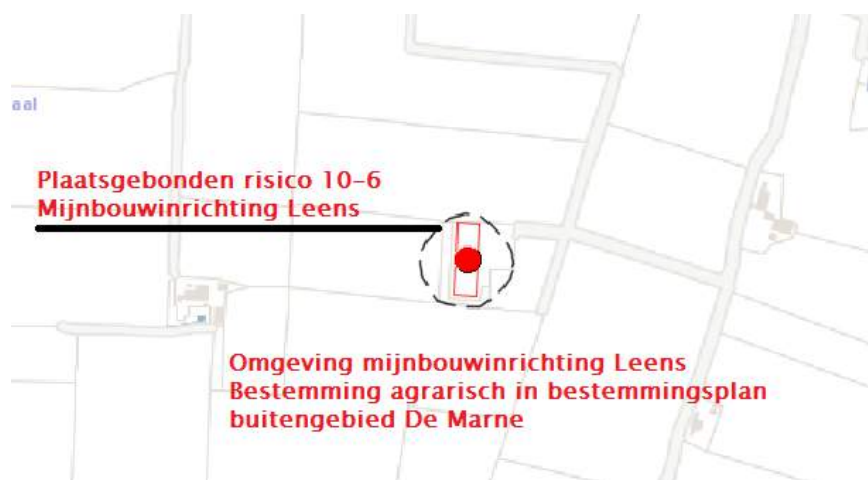 aal
Plaatsgebonden risico 10-6
Mijnbouwinrichting Leens
Omgeving mijnbouwinrichting Leens
Bestemming agrarisch in bestemmingsplan
buitengebied De Marne